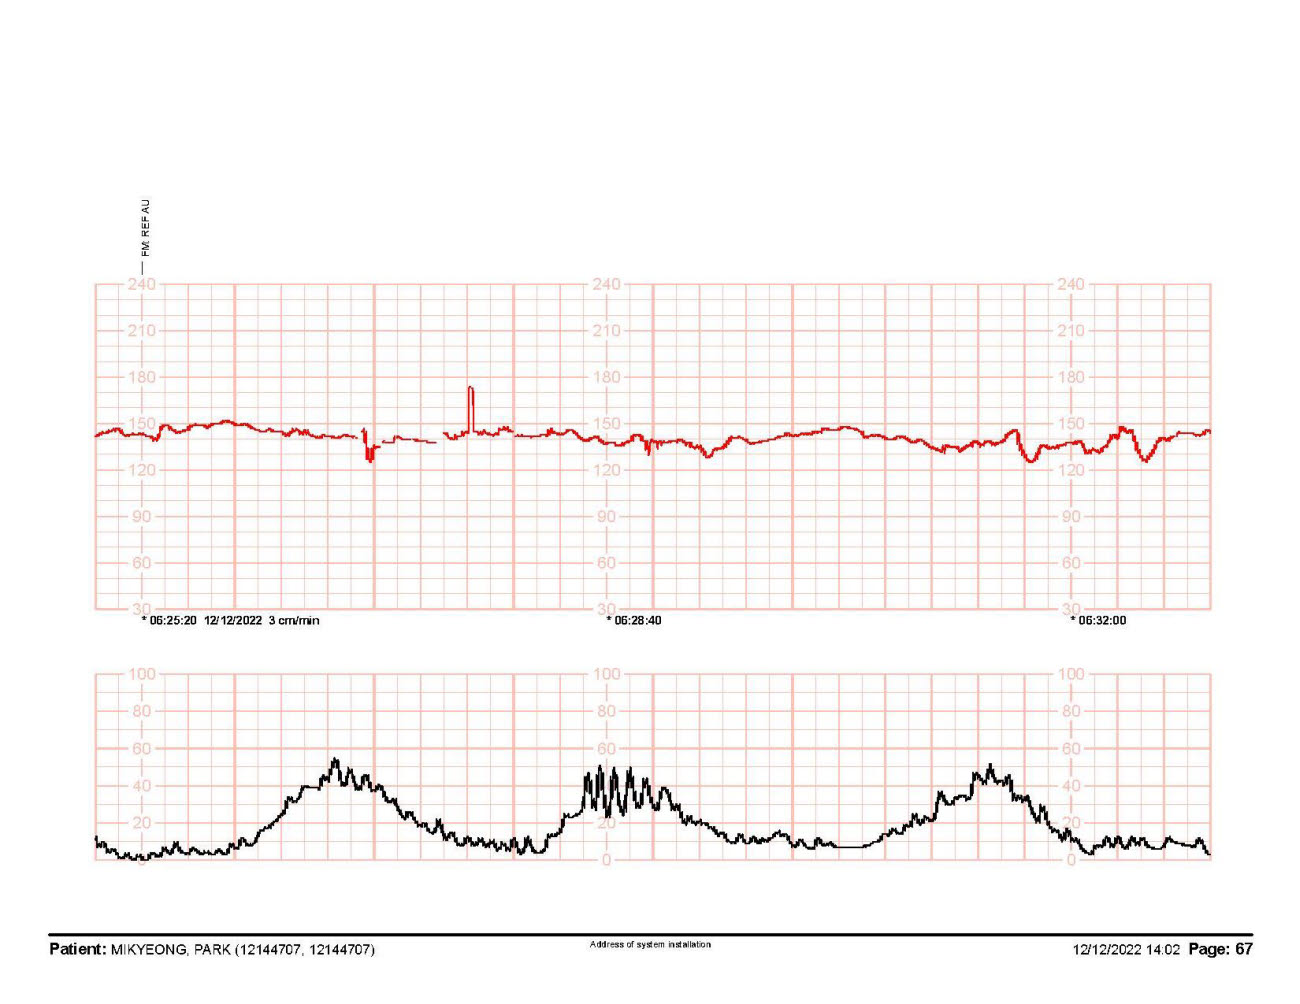 FM: REF AU
240 240 240
210 210 210
180 180 180
150 150 150
120 120 120
90 90 90
60 60 60
30 30 30
* 06:25:20 12/12/2022 3 cm/min * 06:28:40 * 06:32:00
100 100 100
80 80 80
60 60 60
40 40 40
20 20 20
0 0 0
Patient: MIKYEONG, PARK (12144707, 12144707) Address of system installation 12/12/2022 14:02 Page: 67